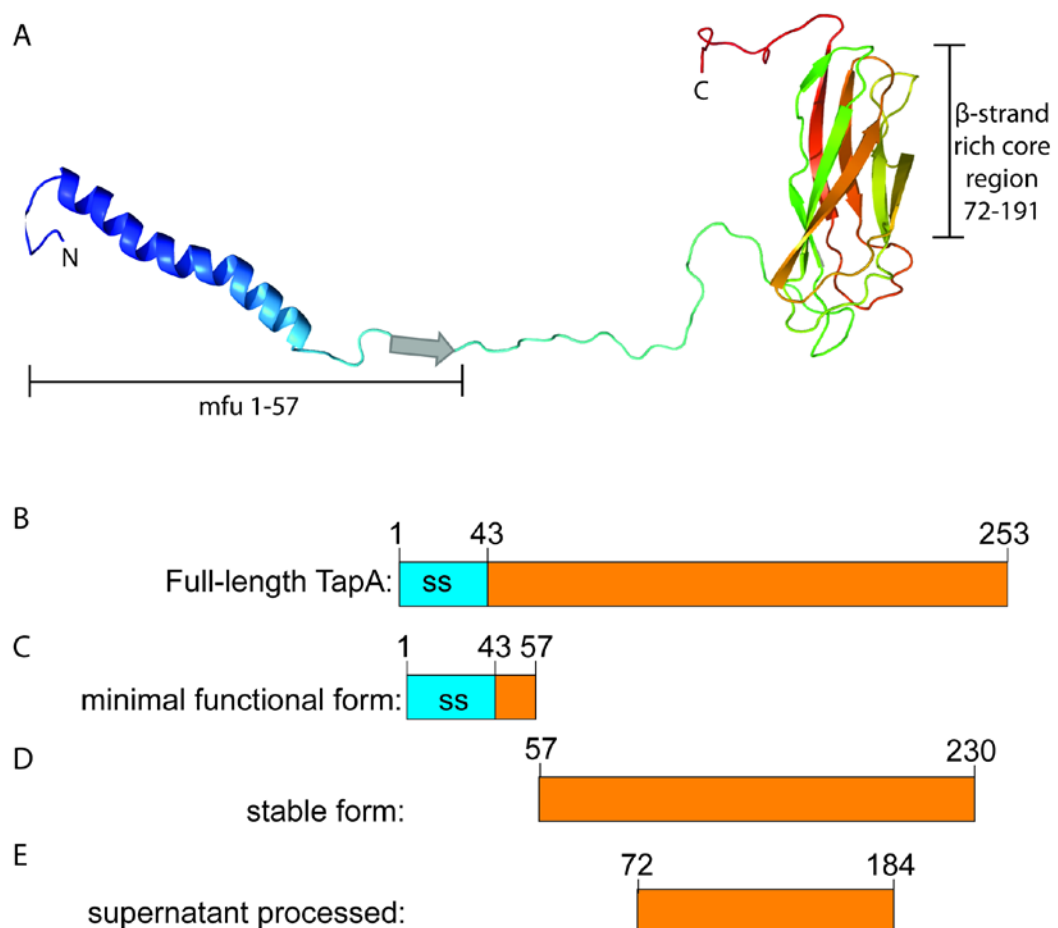 A
C
β-strand
rich core
region
72-191
N
mfu 1-57
B
1 43 253
Full-length TapA: ss
C
1 43 57
minimal functional form: ss
D
57 230
stable form:
E
72 184
supernatant processed: